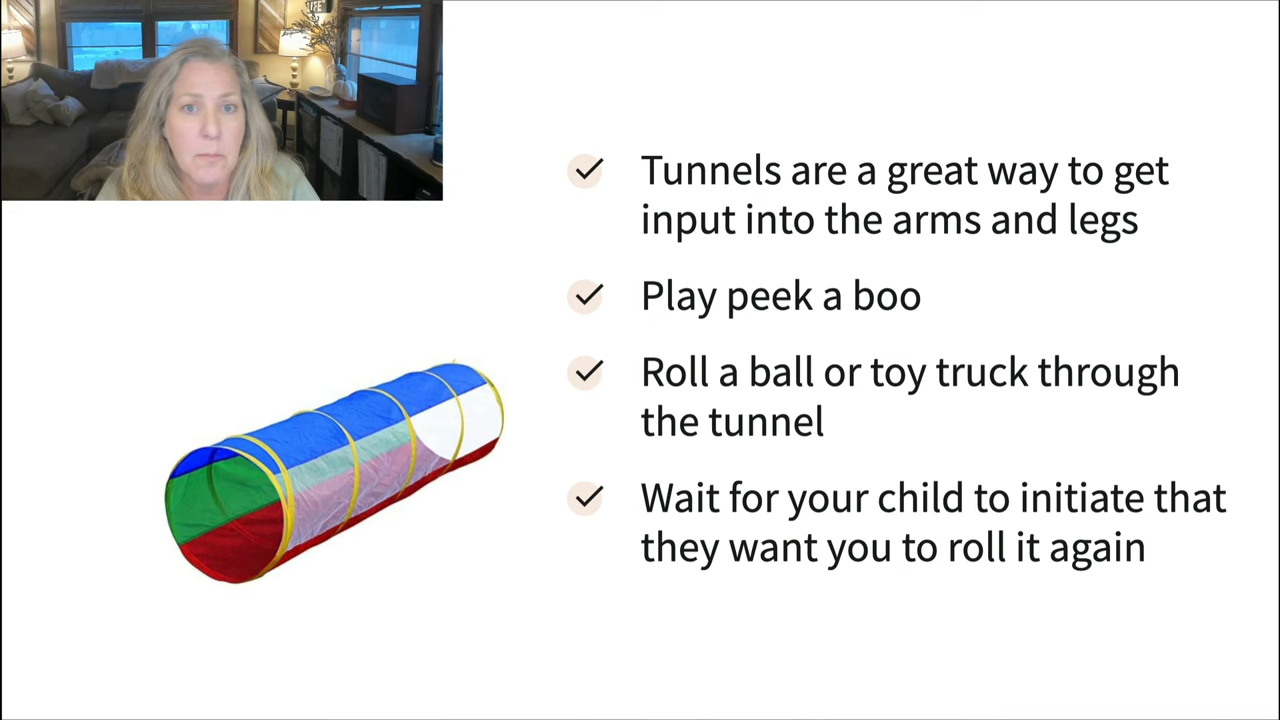 LIFE
Tunnels are a great way to get
input into the arms and legs
Play peek a boo
Roll a ball or toy truck through
the tunnel
Wait for your child to initiate that
they want you to roll it again